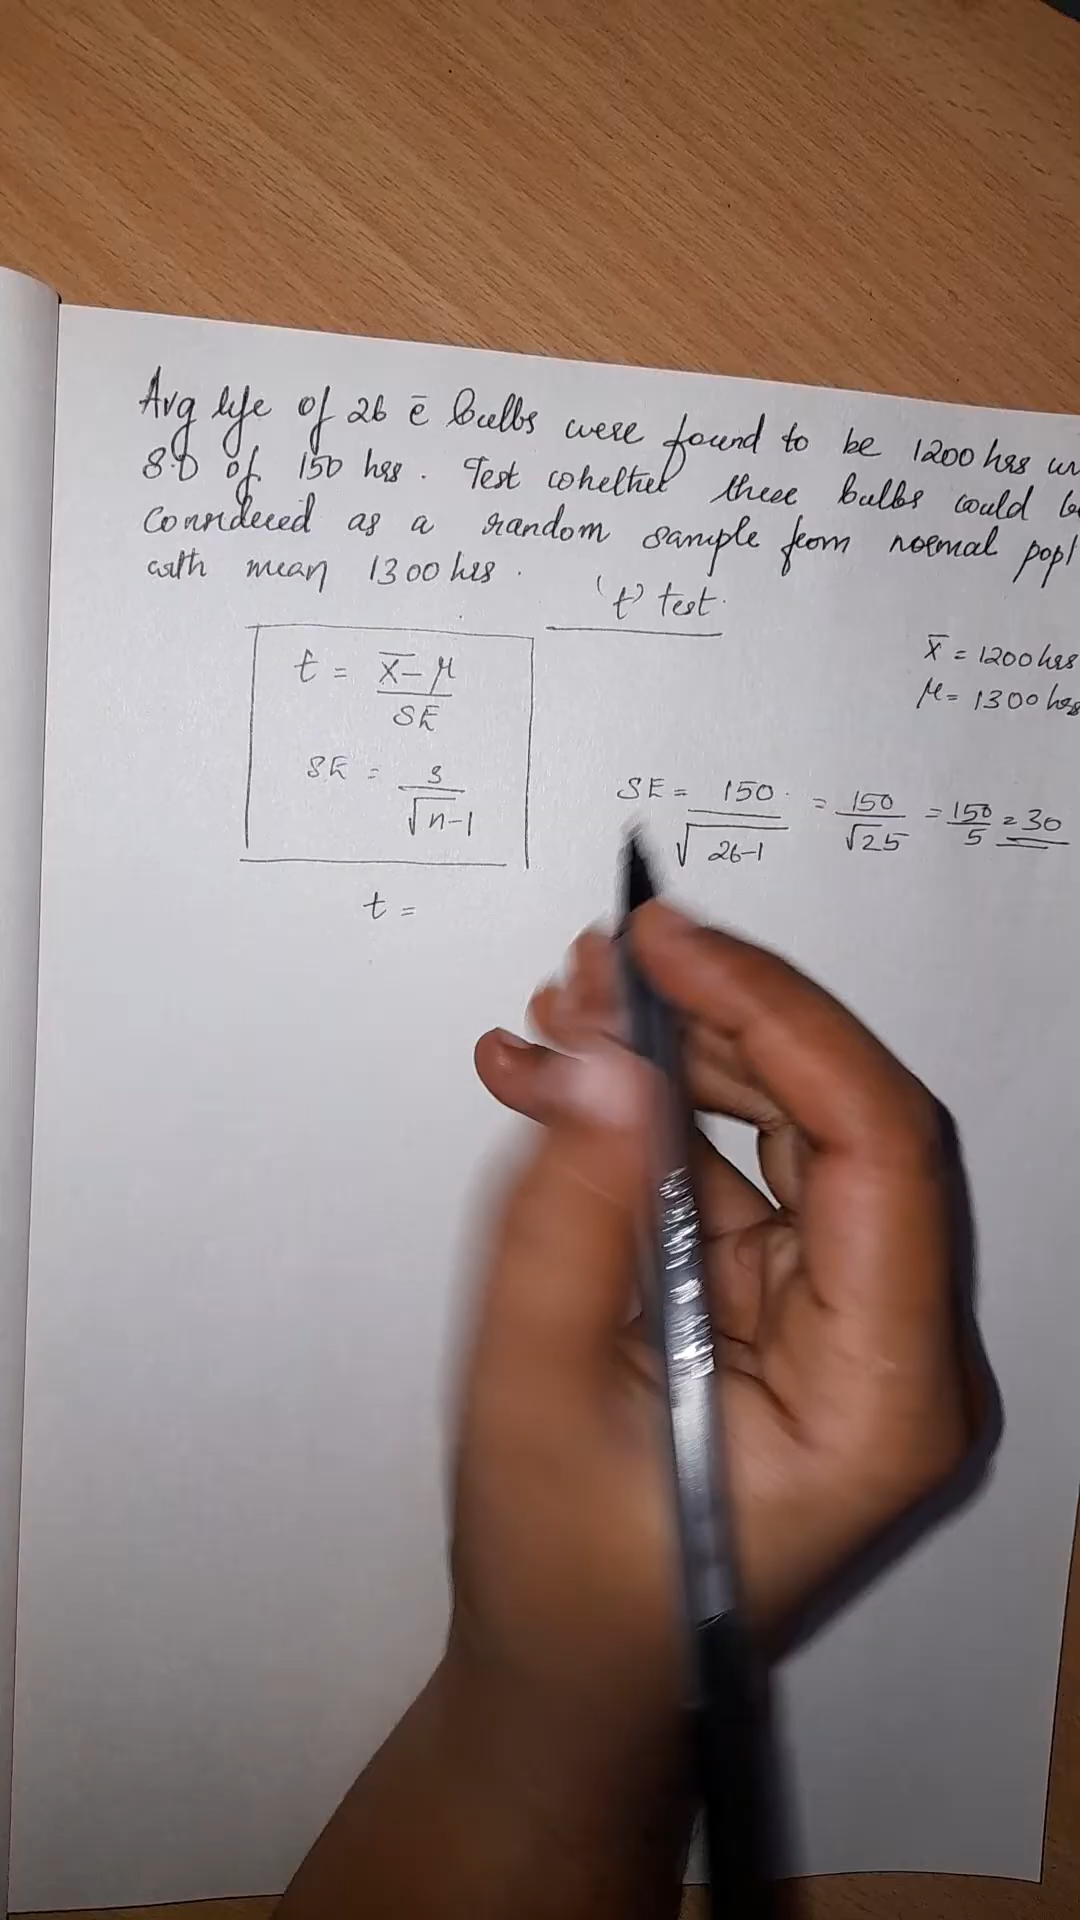 Avg life of 26 ē bulbs were found to be 1200 hrs
S.D of 150 hrs. Test whether these bulbs could
Considered as a random sample from normal popl
with mean 1300 hrs.
't' test.
t = x̄ - μ / SE
x̄ = 1200 hrs
μ = 1300 hrs
SE = s / √n-1
SE = 150 / √26-1 = 150 / √25 = 150 / 5 = 30
t =